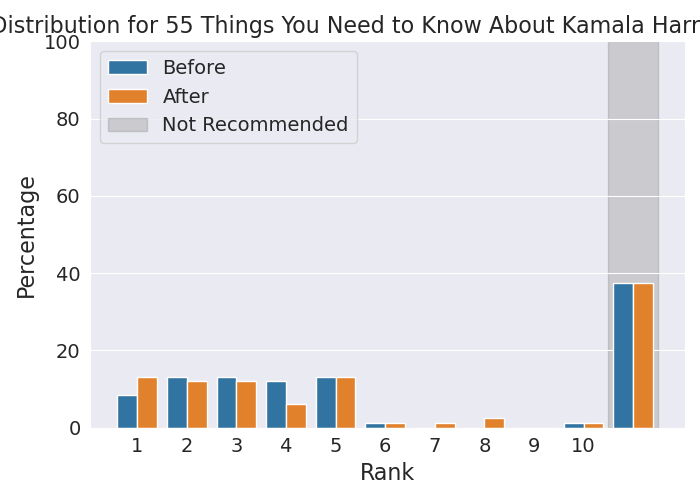 Distribution for 55 Things You Need to Know About Kamala Harr
100
80
60
40
20
0
Percentage
Before
After
Not Recommended
1 2 3 4 5 6 7 8 9 10
Rank